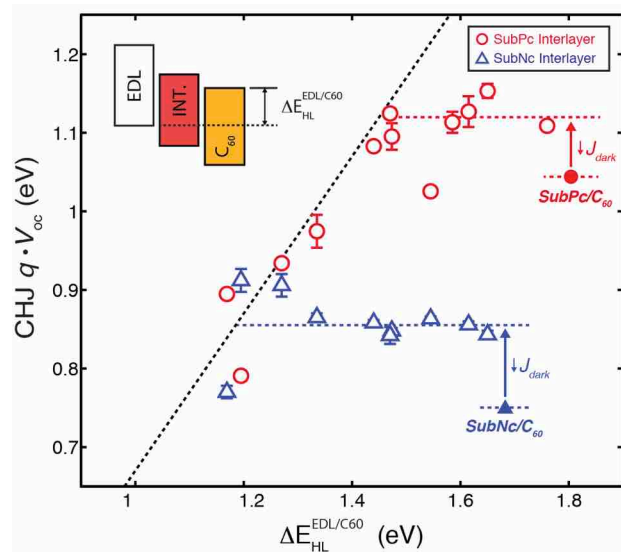 SubPc Interlayer
SubNc Interlayer
EDL
INT.
C60
ΔE_HL^EDL/C60
↓ J_dark
SubPc/C60
↓ J_dark
SubNc/C60
CHJ q · V_oc (eV)
1.2
1.1
1
0.9
0.8
0.7
1
1.2
1.4
1.6
1.8
ΔE_HL^EDL/C60 (eV)